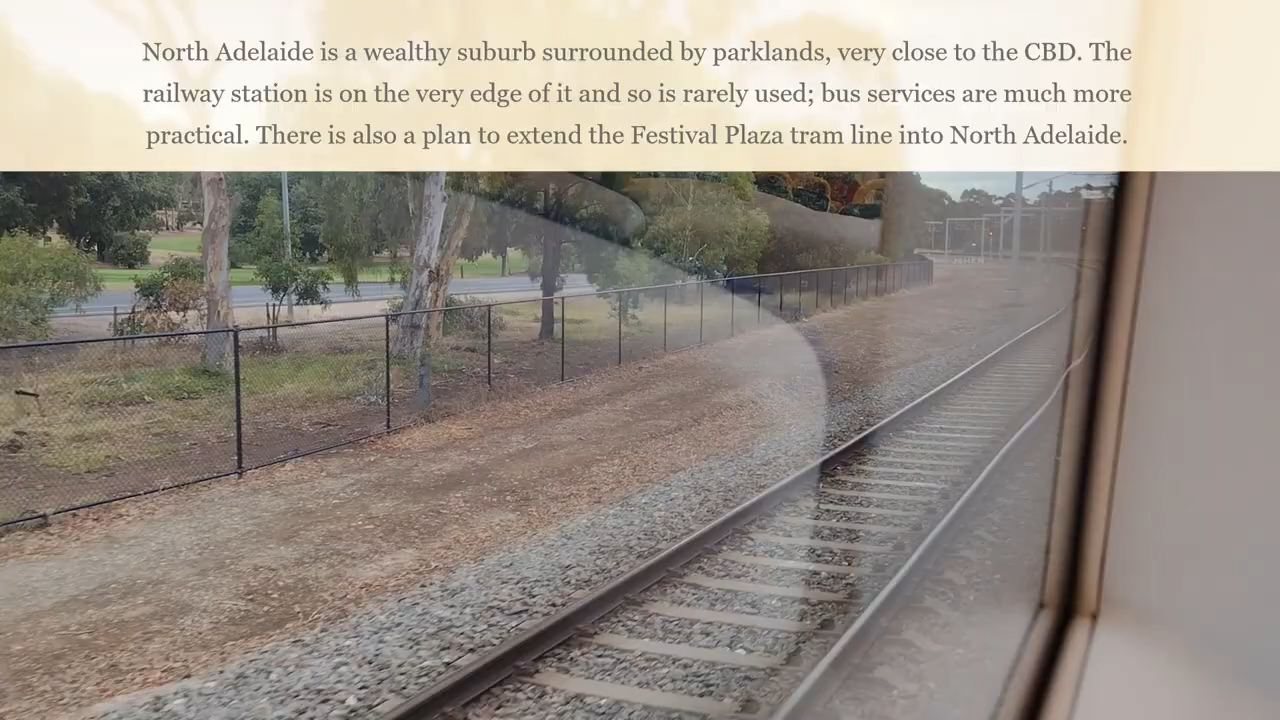 North Adelaide is a wealthy suburb surrounded by parklands, very close to the CBD. The
railway station is on the very edge of it and so is rarely used; bus services are much more
practical. There is also a plan to extend the Festival Plaza tram line into North Adelaide.